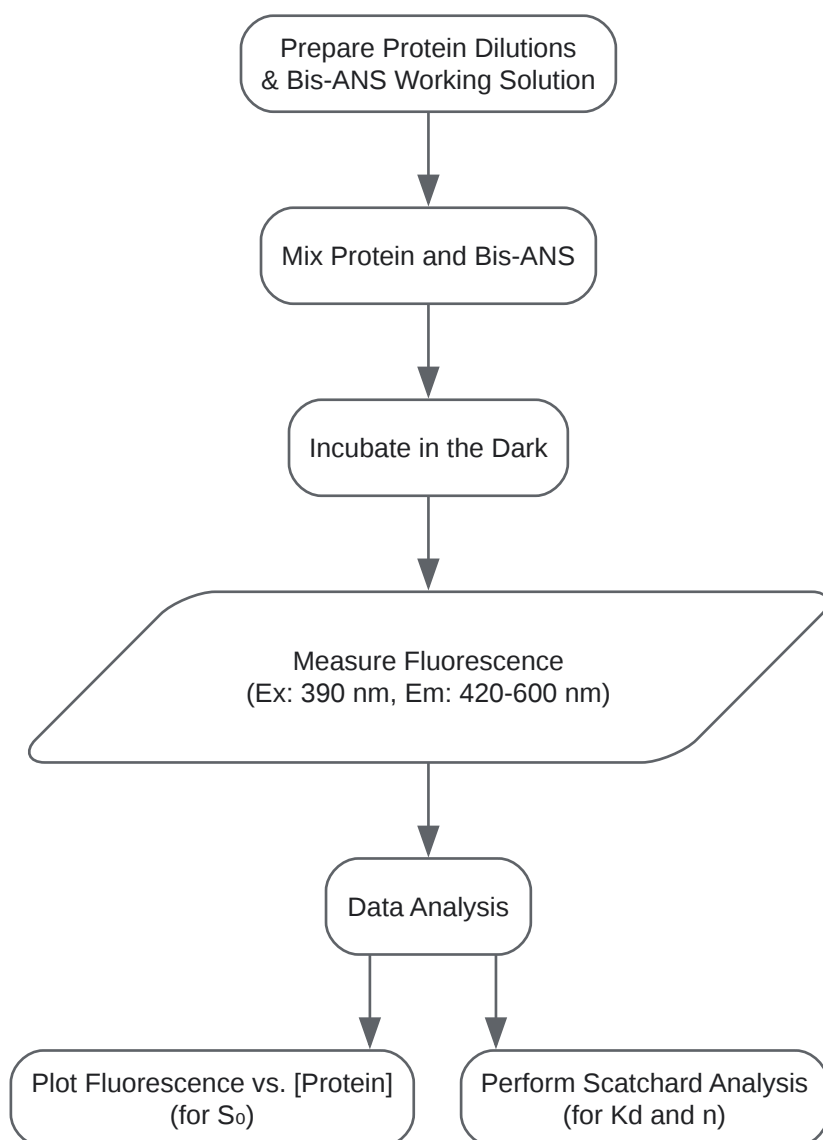 Prepare Protein Dilutions
& Bis-ANS Working Solution
Mix Protein and Bis-ANS
Incubate in the Dark
Measure Fluorescence
(Ex: 390 nm, Em: 420-600 nm)
Data Analysis
Plot Fluorescence vs. [Protein]
(for S₀)
Perform Scatchard Analysis
(for Kd and n)